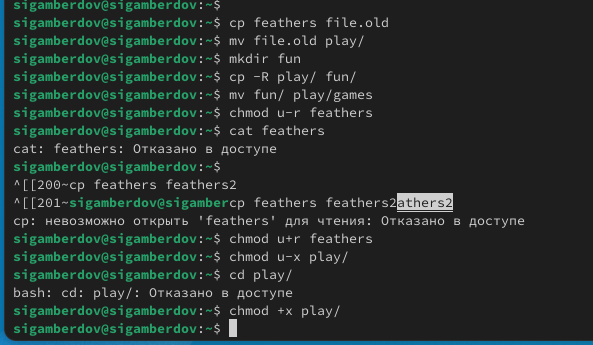 sigamberdov@sigamberdov:~$
sigamberdov@sigamberdov:~$ cp feathers file.old
sigamberdov@sigamberdov:~$ mv file.old play/
sigamberdov@sigamberdov:~$ mkdir fun
sigamberdov@sigamberdov:~$ cp -R play/ fun/
sigamberdov@sigamberdov:~$ mv fun/ play/games
sigamberdov@sigamberdov:~$ chmod u-r feathers
sigamberdov@sigamberdov:~$ cat feathers
cat: feathers: Отказано в доступе
sigamberdov@sigamberdov:~$
^[[200~cp feathers feathers2
^[[201~sigamberdov@sigambercp feathers feathers2athers2
cp: невозможно открыть 'feathers' для чтения: Отказано в доступе
sigamberdov@sigamberdov:~$ chmod u+r feathers
sigamberdov@sigamberdov:~$ chmod u-x play/
sigamberdov@sigamberdov:~$ cd play/
bash: cd: play/: Отказано в доступе
sigamberdov@sigamberdov:~$ chmod +x play/
sigamberdov@sigamberdov:~$